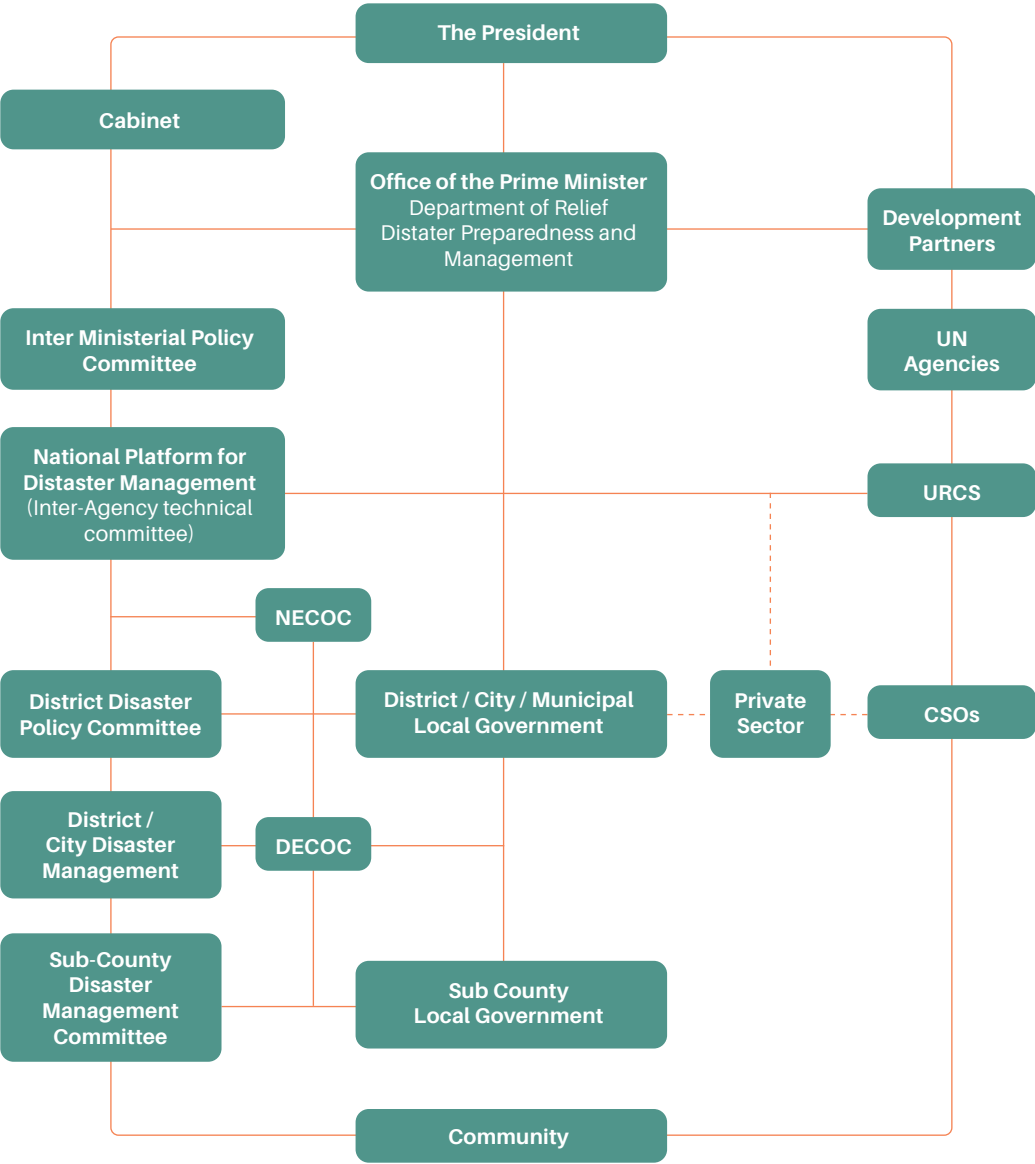 The President
Cabinet
Office of the Prime Minister
Department of Relief
Distater Preparedness and
Management
Development
Partners
Inter Ministerial Policy
Committee
UN
Agencies
National Platform for
Distaster Management
(Inter-Agency technical
committee)
URCS
NECOC
District Disaster
Policy Committee
District / City / Municipal
Local Government
Private
Sector
CSOs
District /
City Disaster
Management
DECOC
Sub-County
Disaster
Management
Committee
Sub County
Local Government
Community